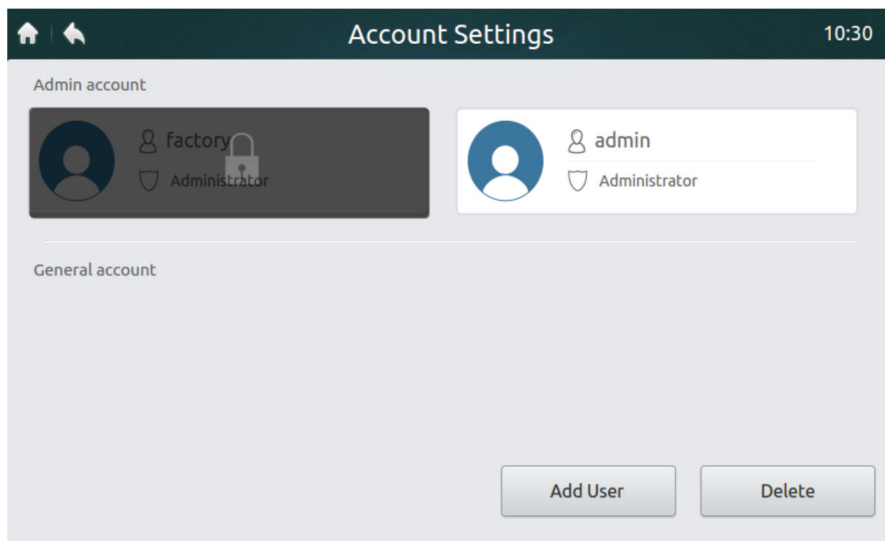 Account Settings 10:30
Admin account
factory
Administrator
admin
Administrator
General account
Add User
Delete